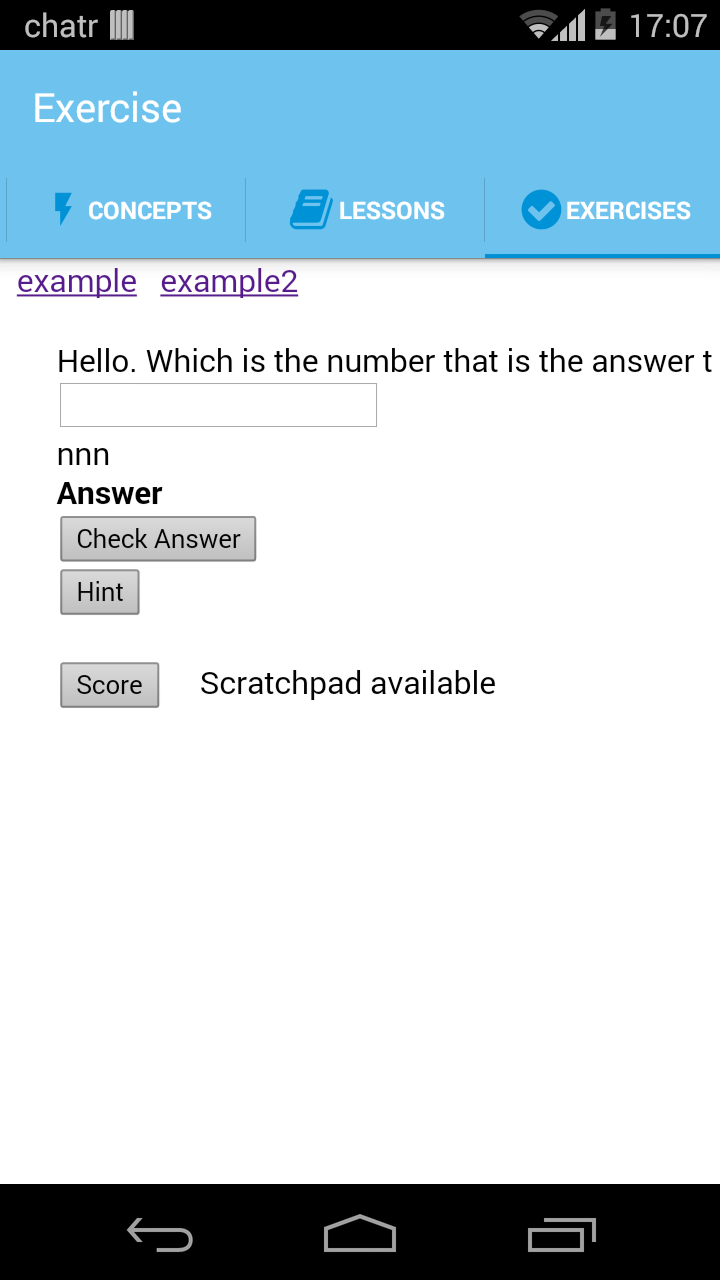 chatr 17:07
Exercise
CONCEPTS LESSONS EXERCISES
example example2
Hello. Which is the number that is the answer t
nnn
Answer
Check Answer
Hint
Score Scratchpad available